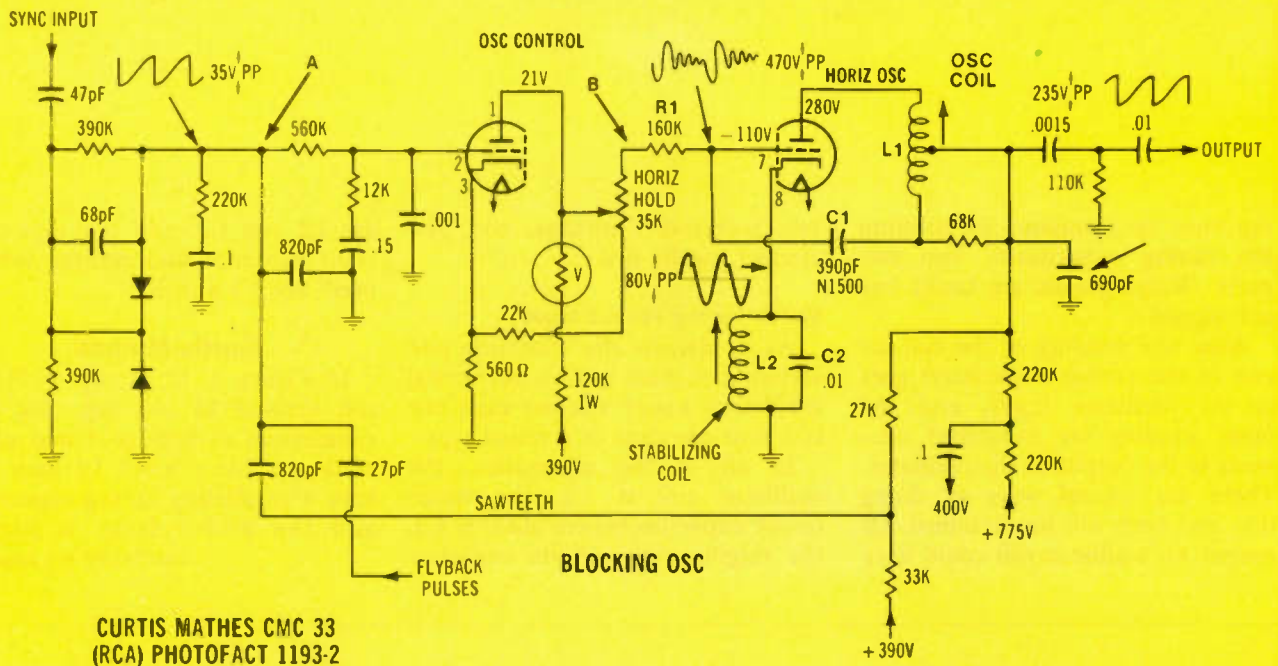 SYNC INPUT
47pF
390K
68pF
390K
35V PP
A
220K
.1
560K
12K
820pF
.15
.001
OSC CONTROL
21V
1
2
3
22K
560 Ω
V
120K
1W
390V
B
R1
160K
HORIZ
HOLD
35K
470V PP
-110V
HORIZ OSC
280V
7
8
80V PP
L2
C2
.01
STABILIZING
COIL
C1
390pF
N1500
L1
OSC
COIL
68K
235V PP
.0015
.01
OUTPUT
110K
690pF
27K
220K
.1
400V
220K
+775V
33K
+390V
820pF
27pF
SAWTEETH
FLYBACK
PULSES
BLOCKING OSC
CURTIS MATHES CMC 33
(RCA) PHOTOFACT 1193-2